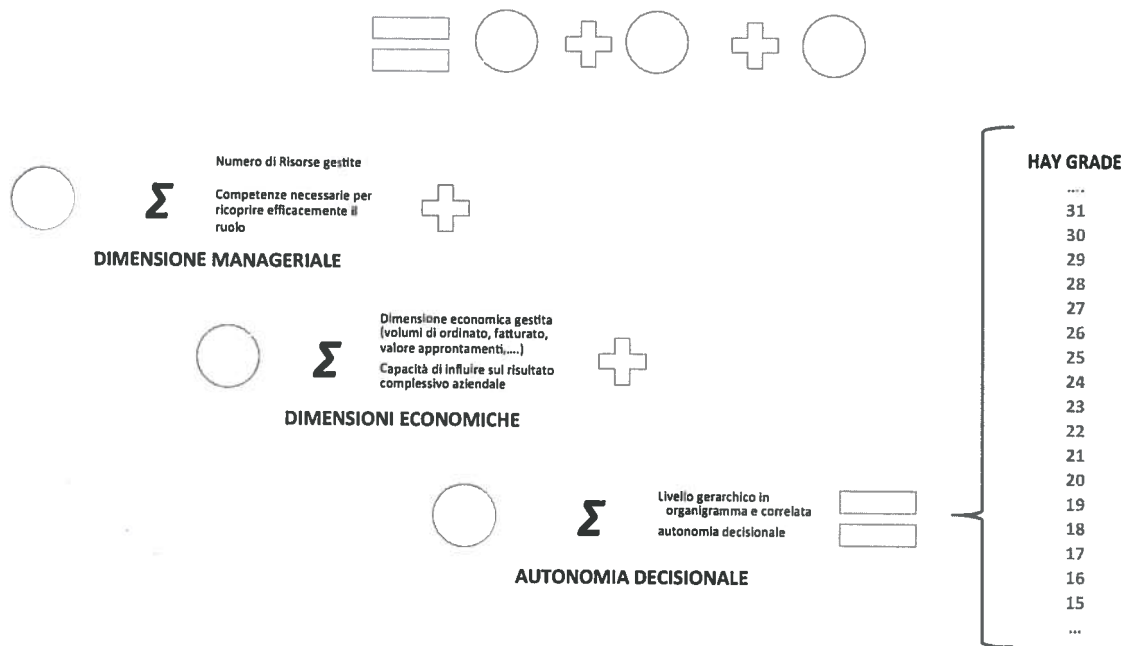 Numero di Risorse gestite
Competenze necessarie per
ricoprire efficacemente il
ruolo
Σ
DIMENSIONE MANAGERIALE
Dimensione economica gestita
(volumi di ordinato, fatturato,
valore approntamenti,....)
Capacità di influire sul risultato
complessivo aziendale
Σ
DIMENSIONI ECONOMICHE
Livello gerarchico in
organigramma e correlata
autonomia decisionale
Σ
AUTONOMIA DECISIONALE
HAY GRADE
....
31
30
29
28
27
26
25
24
23
22
21
20
19
18
17
16
15
...